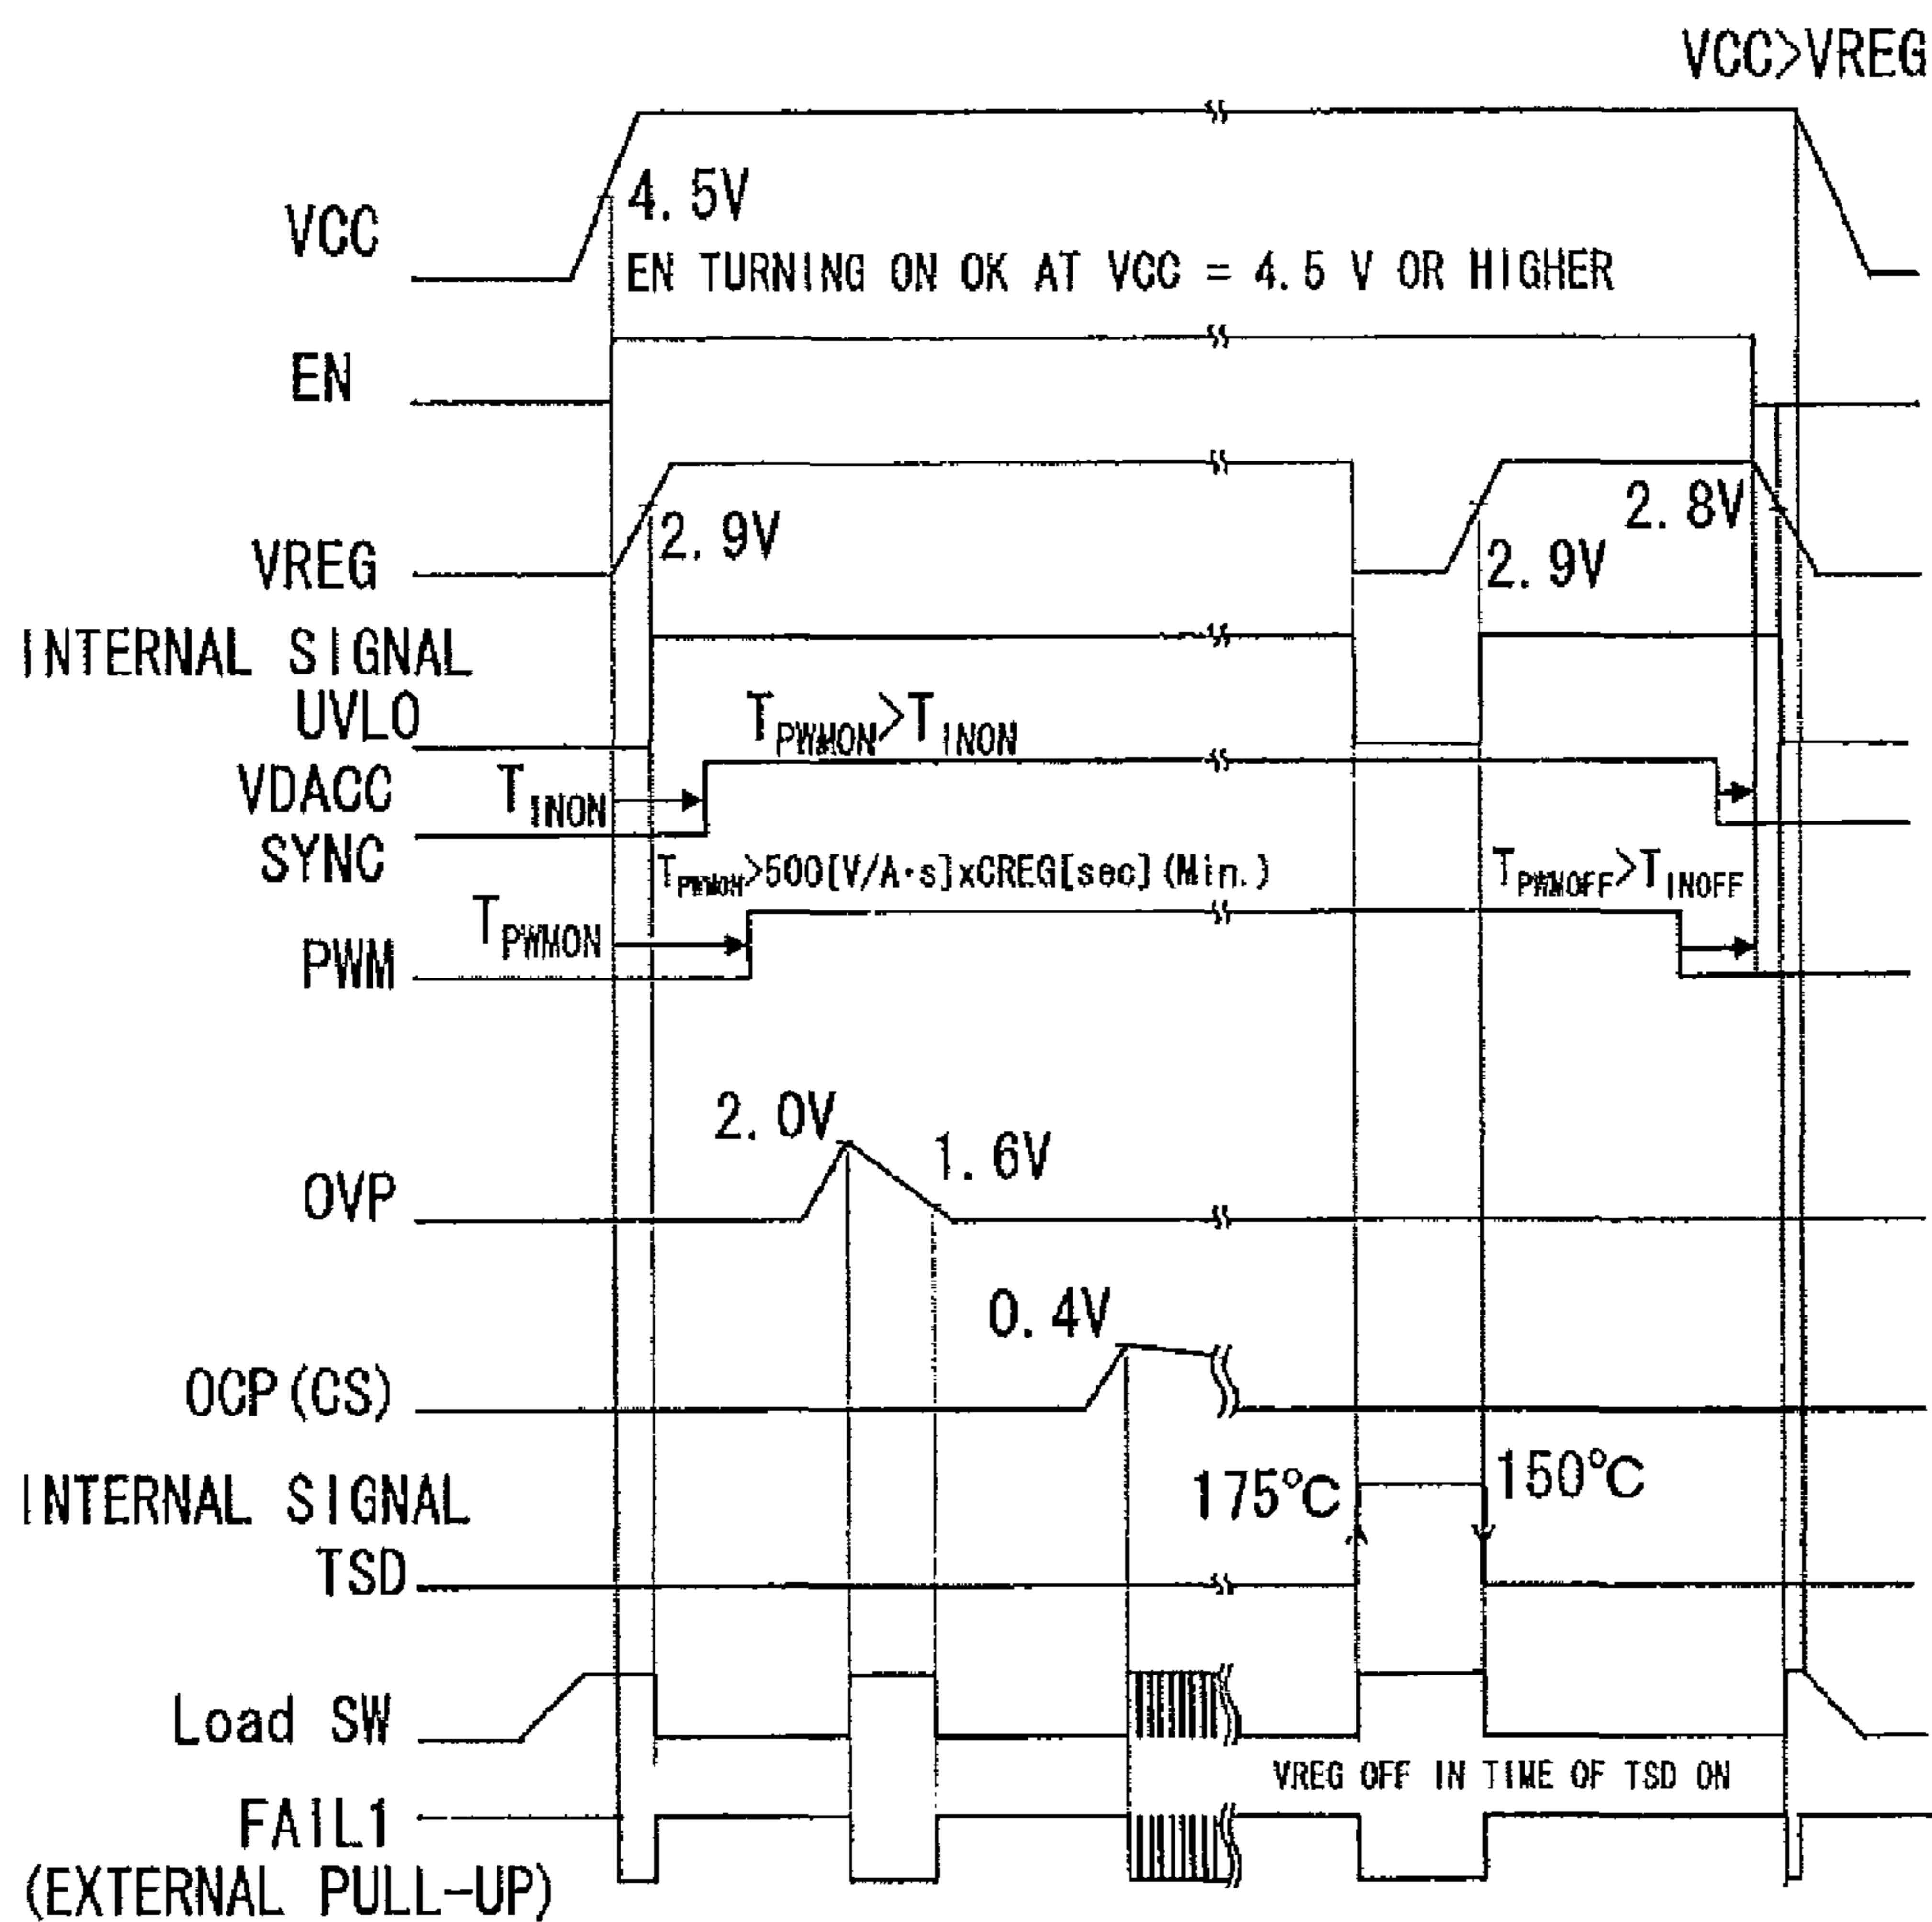 VCC>VREG
4.5V
VCC
EN TURNING ON OK AT VCC = 4.5 V OR HIGHER
EN
2.8V
2.9V
VREG
2.9V
INTERNAL SIGNAL
UVLO
TPWMON>TINON
VDACC
TINON
SYNC
TPWMON>500[V/A·s]xCREG[sec](Min.)
TPWMOFF>TINOFF
TPWMON
PWM
2.0V
1.6V
OVP
0.4V
OCP(CS)
175°C
150°C
INTERNAL SIGNAL
TSD
Load SW
VREG OFF IN TIME OF TSD ON
FAIL1
(EXTERNAL PULL-UP)